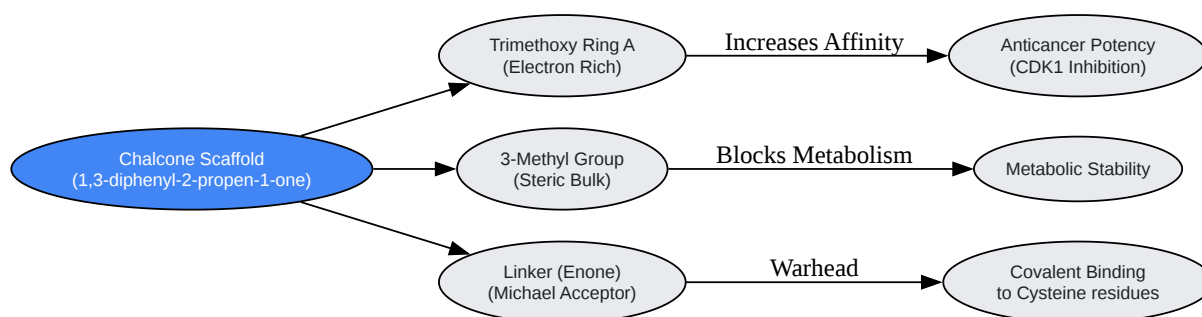 Chalcone Scaffold
(1,3-diphenyl-2-propen-1-one)
Trimethoxy Ring A
(Electron Rich)
Increases Affinity
Anticancer Potency
(CDK1 Inhibition)
3-Methyl Group
(Steric Bulk)
Blocks Metabolism
Metabolic Stability
Linker (Enone)
(Michael Acceptor)
Warhead
Covalent Binding
to Cysteine residues